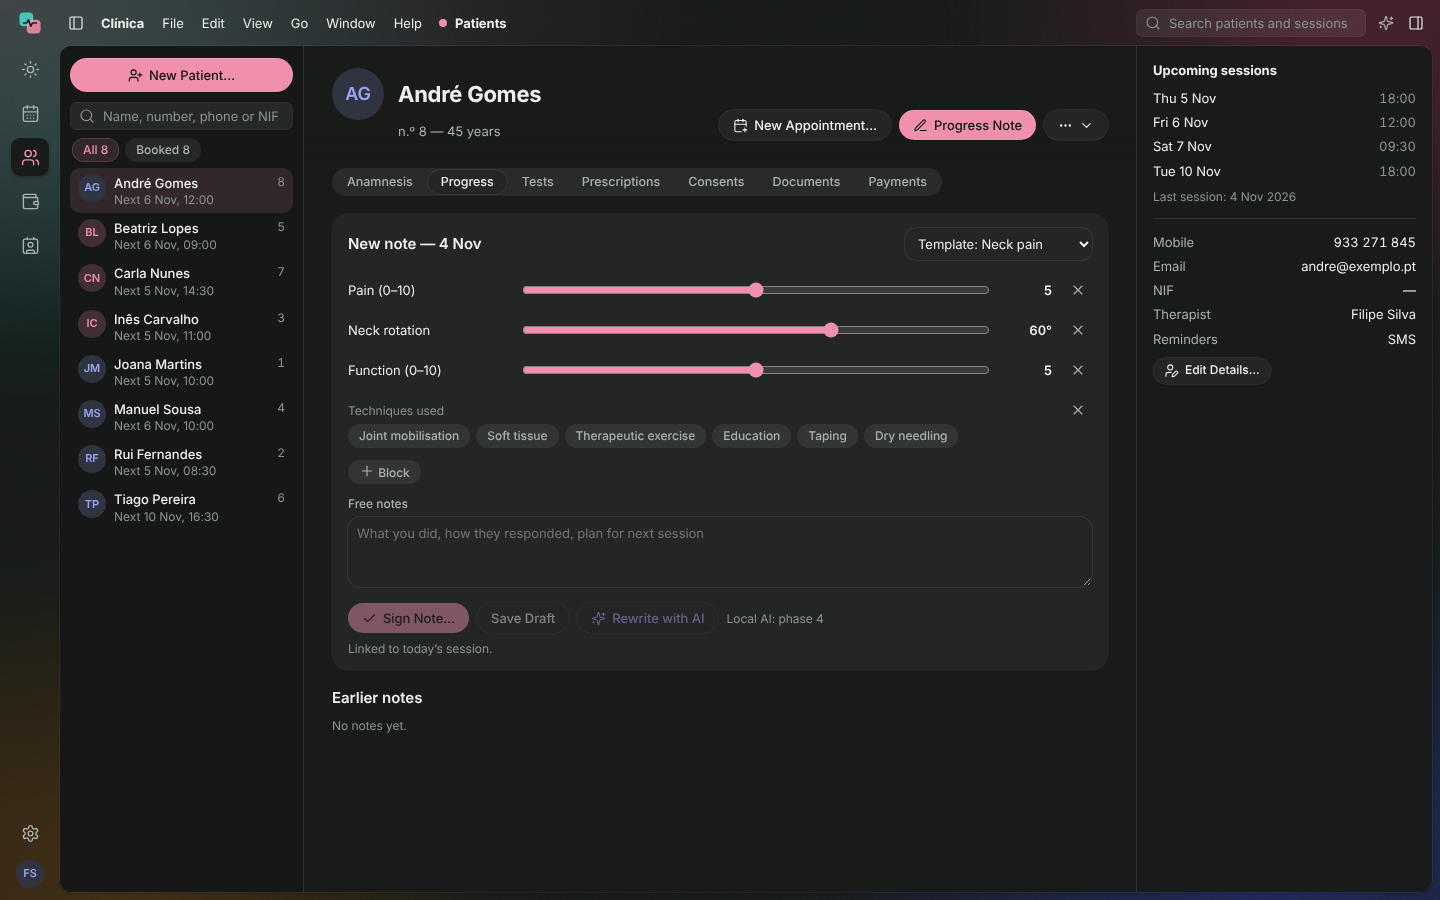 Clínica File Edit View Go Window Help Patients
Search patients and sessions
New Patient...
Name, number, phone or NIF
All 8 Booked 8
AG André Gomes 8
Next 6 Nov, 12:00
BL Beatriz Lopes 5
Next 6 Nov, 09:00
CN Carla Nunes 7
Next 5 Nov, 14:30
IC Inês Carvalho 3
Next 5 Nov, 11:00
JM Joana Martins 1
Next 5 Nov, 10:00
MS Manuel Sousa 4
Next 6 Nov, 10:00
RF Rui Fernandes 2
Next 5 Nov, 08:30
TP Tiago Pereira 6
Next 10 Nov, 16:30
FS
AG André Gomes
n.º 8 — 45 years
New Appointment... Progress Note ...
Anamnesis Progress Tests Prescriptions Consents Documents Payments
New note — 4 Nov Template: Neck pain
Pain (0–10) 5
Neck rotation 60°
Function (0–10) 5
Techniques used
Joint mobilisation Soft tissue Therapeutic exercise Education Taping Dry needling
+ Block
Free notes
What you did, how they responded, plan for next session
Sign Note... Save Draft Rewrite with AI Local AI: phase 4
Linked to today’s session.
Earlier notes
No notes yet.
Upcoming sessions
Thu 5 Nov 18:00
Fri 6 Nov 12:00
Sat 7 Nov 09:30
Tue 10 Nov 18:00
Last session: 4 Nov 2026
Mobile 933 271 845
Email andre@exemplo.pt
NIF —
Therapist Filipe Silva
Reminders SMS
Edit Details...